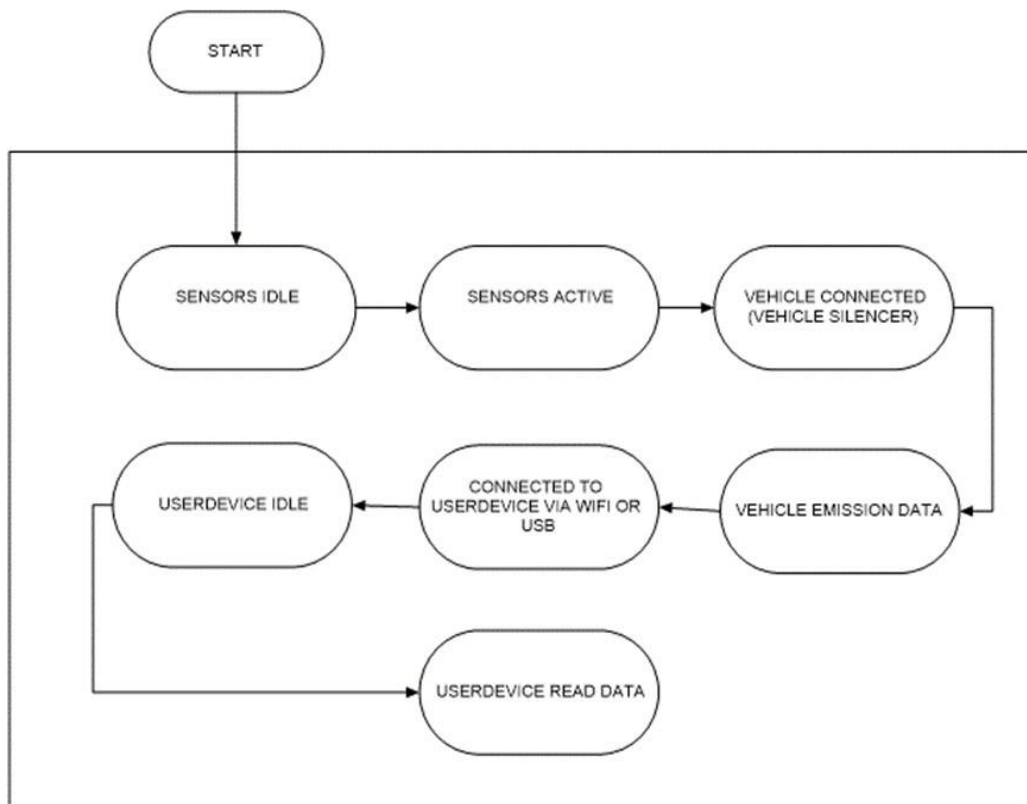 START
SENSORS IDLE
SENSORS ACTIVE
VEHICLE CONNECTED
(VEHICLE SILENCER)
USERDEVICE IDLE
CONNECTED TO
USERDEVICE VIA WIFI OR
USB
VEHICLE EMISSION DATA
USERDEVICE READ DATA